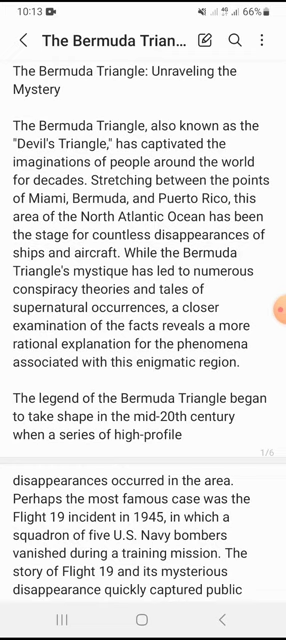 10:13
66%
The Bermuda Trian...
The Bermuda Triangle: Unraveling the
Mystery
The Bermuda Triangle, also known as the
"Devil's Triangle," has captivated the
imaginations of people around the world
for decades. Stretching between the points
of Miami, Bermuda, and Puerto Rico, this
area of the North Atlantic Ocean has been
the stage for countless disappearances of
ships and aircraft. While the Bermuda
Triangle's mystique has led to numerous
conspiracy theories and tales of
supernatural occurrences, a closer
examination of the facts reveals a more
rational explanation for the phenomena
associated with this enigmatic region.
The legend of the Bermuda Triangle began
to take shape in the mid-20th century
when a series of high-profile
1/6
disappearances occurred in the area.
Perhaps the most famous case was the
Flight 19 incident in 1945, in which a
squadron of five U.S. Navy bombers
vanished during a training mission. The
story of Flight 19 and its mysterious
disappearance quickly captured public